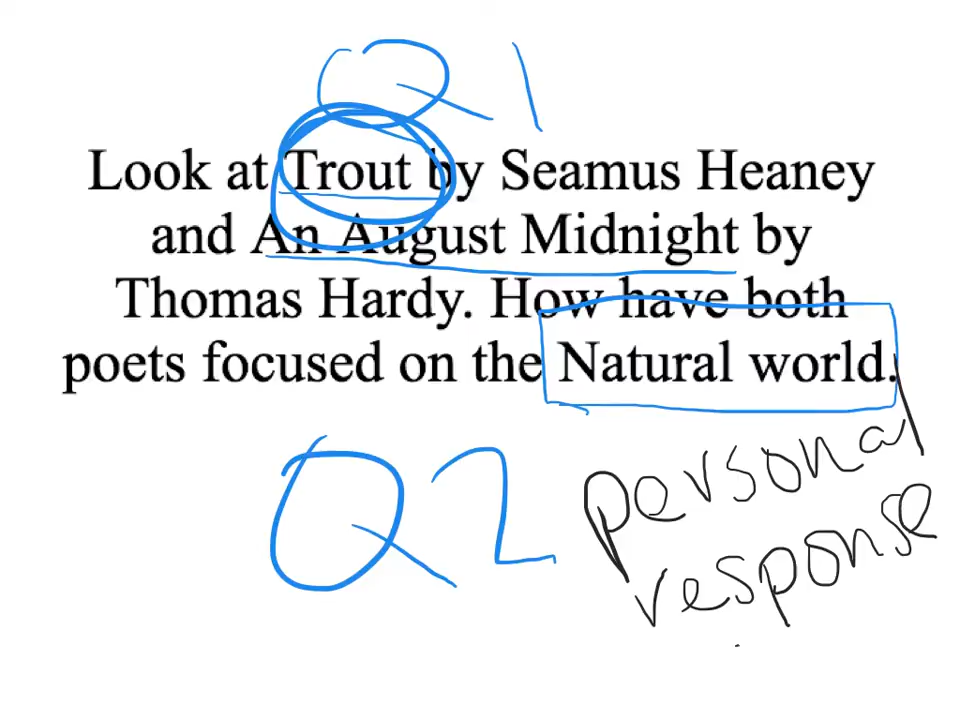 Q1
Look at Trout by Seamus Heaney
and An August Midnight by
Thomas Hardy. How have both
poets focused on the Natural world.
Q2
personal
response